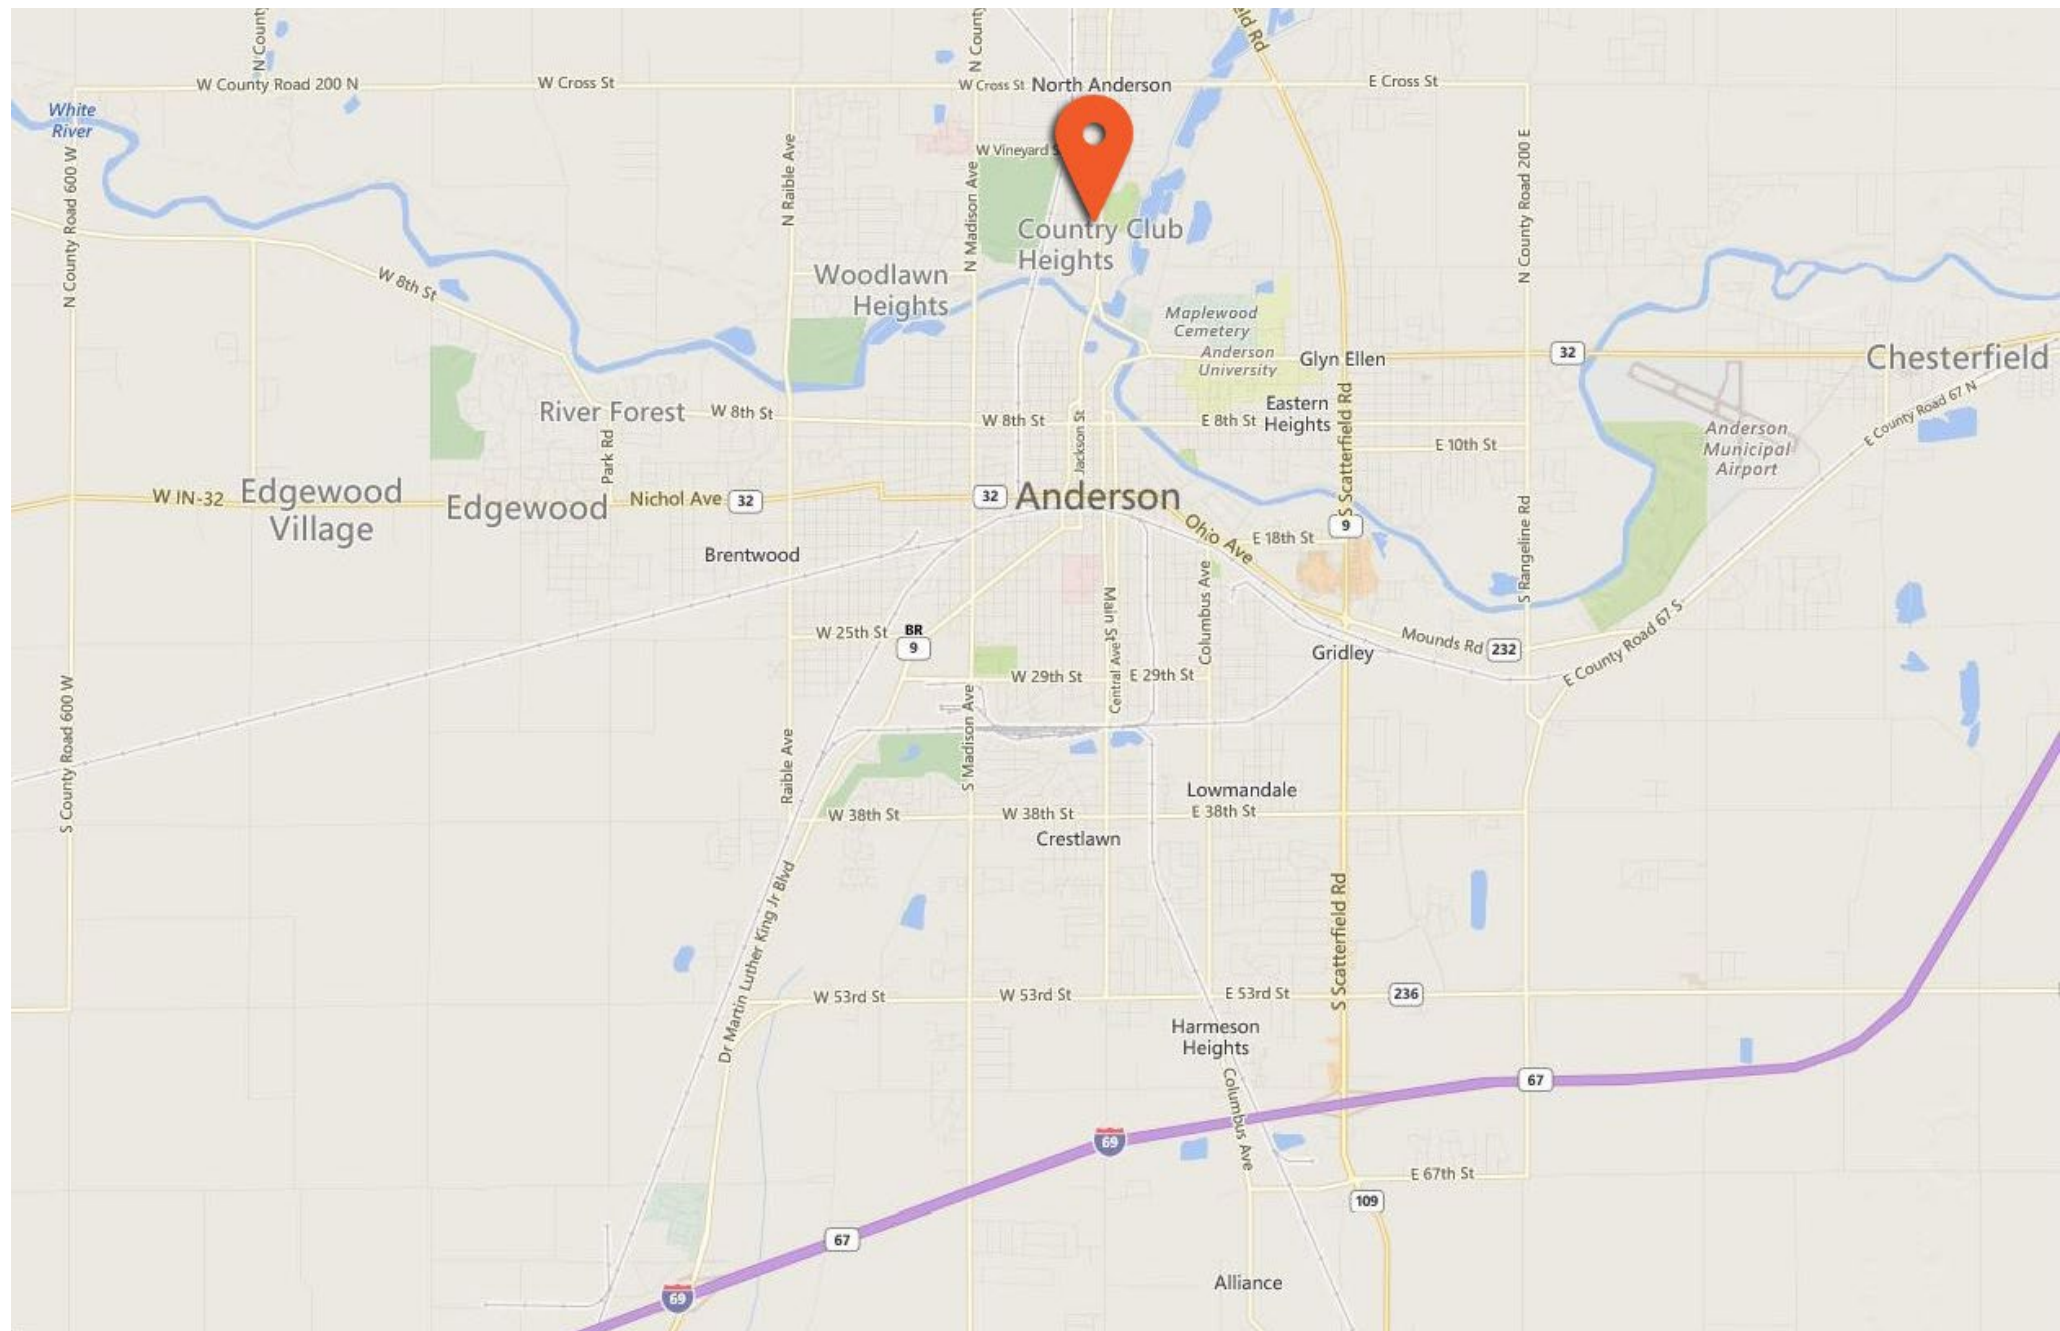 N County
N County
eld Rd
W County Road 200 N
W Cross St
W Cross St
North Anderson
E Cross St
White
River
W Vineyard S
N County Road 600 W
N Raible Ave
N Madison Ave
N County Road 200 E
Country Club
Heights
W 8th St
Woodlawn
Heights
Maplewood
Cemetery
Anderson
University
Glyn Ellen
32
Chesterfield
River Forest
W 8th St
W 8th St
Jackson St
E 8th St
Eastern
Heights
S Scatterfield Rd
E 10th St
Anderson
Municipal
Airport
E County Road 67 N
Park Rd
W IN-32
Edgewood
Village
Edgewood
Nichol Ave
32
32
Anderson
Ohio Ave
9
E 18th St
S Rangeline Rd
Brentwood
Main St
Columbus Ave
W 25th St
BR
9
Mounds Rd
232
E County Road 67 S
Gridley
W 29th St
Central Ave
E 29th St
S County Road 600 W
Raible Ave
S Madison Ave
Lowmandale
W 38th St
W 38th St
E 38th St
Crestlawn
Dr Martin Luther King Jr Blvd
S Scatterfield Rd
W 53rd St
W 53rd St
E 53rd St
236
Harmeson
Heights
Columbus Ave
67
69
E 67th St
109
67
69
Alliance